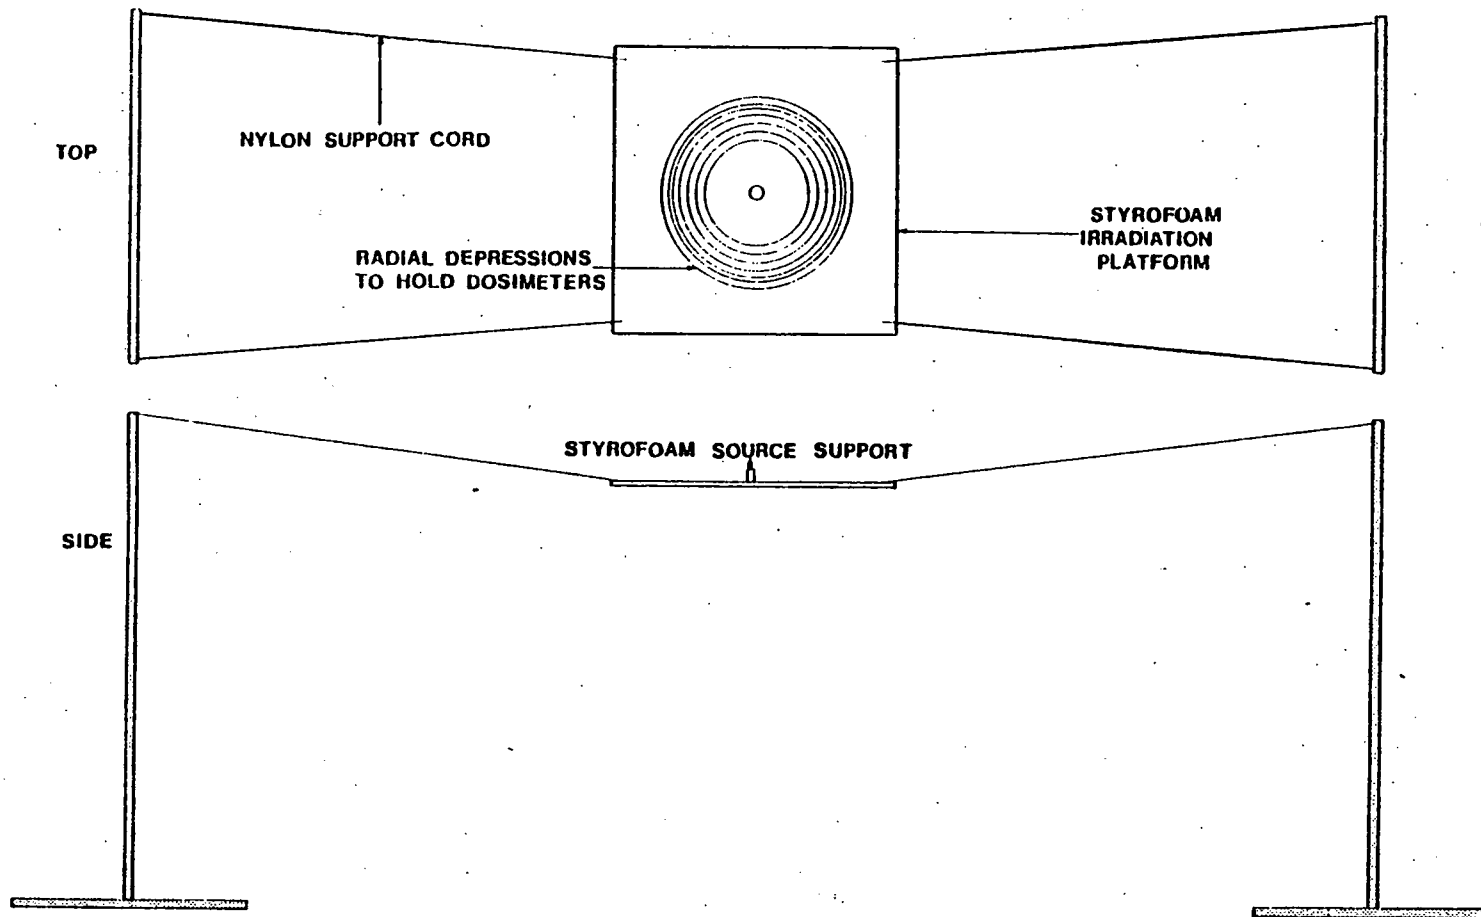 NYLON SUPPORT CORD
TOP
STYROFOAM
IRRADIATION
PLATFORM
RADIAL DEPRESSIONS
TO HOLD DOSIMETERS
STYROFOAM SOURCE SUPPORT
SIDE